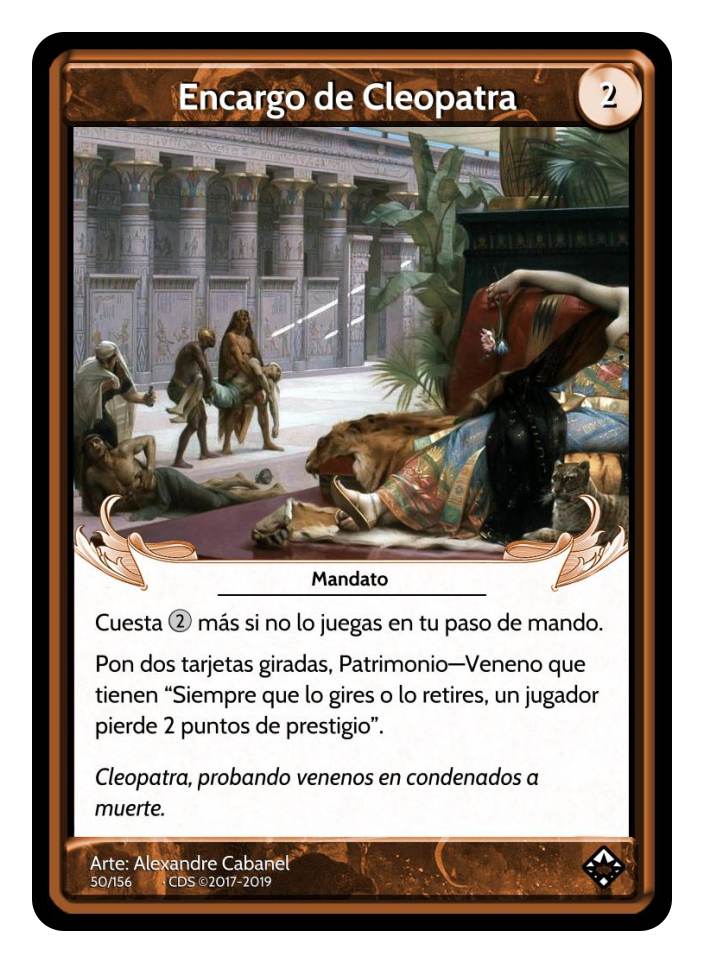 Encargo de Cleopatra
2
Mandato
Cuesta 2 más si no lo juegas en tu paso de mando.
Pon dos tarjetas giradas, Patrimonio—Veneno que
tienen “Siempre que lo gires o lo retires, un jugador
pierde 2 puntos de prestigio”.
Cleopatra, probando venenos en condenados a
muerte.
Arte: Alexandre Cabanel
50/156 · CDS ©2017-2019